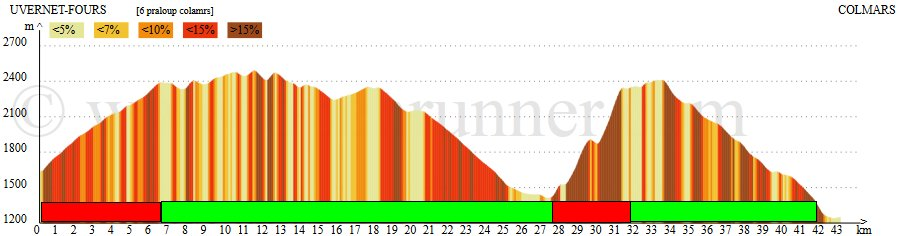 UVERNET-FOURS [6 praloup colamrs] COLMARS
m <5% <7% <10% <15% >15%
2700
2400
2100
© w runner. m
1800
1500
1200
0 1 2 3 4 5 6 7 8 9 10 11 12 13 14 15 16 17 18 19 20 21 22 23 24 25 26 27 28 29 30 31 32 33 34 35 36 37 38 39 40 41 42 43 km